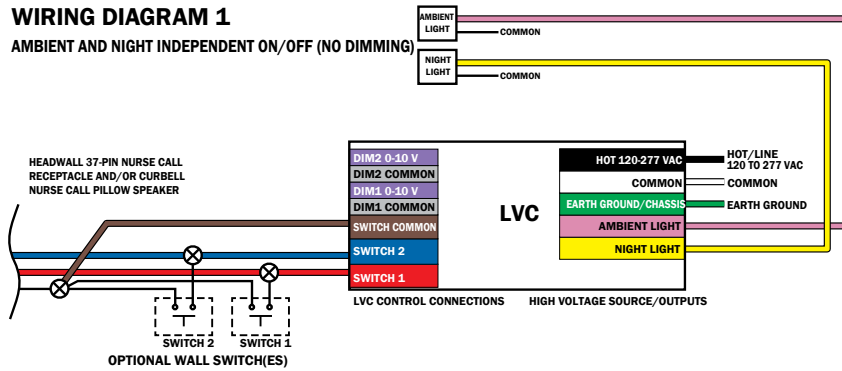 WIRING DIAGRAM 1
AMBIENT AND NIGHT INDEPENDENT ON/OFF (NO DIMMING)
AMBIENT
LIGHT
COMMON
NIGHT
LIGHT
COMMON
HEADWALL 37-PIN NURSE CALL
RECEPTACLE AND/OR CURBELL
NURSE CALL PILLOW SPEAKER
DIM2 0-10 V
DIM2 COMMON
DIM1 0-10 V
DIM1 COMMON
SWITCH COMMON
SWITCH 2
SWITCH 1
LVC
HOT 120-277 VAC
COMMON
EARTH GROUND/CHASSIS
AMBIENT LIGHT
NIGHT LIGHT
HOT/LINE
120 TO 277 VAC
COMMON
EARTH GROUND
LVC CONTROL CONNECTIONS
HIGH VOLTAGE SOURCE/OUTPUTS
SWITCH 2
SWITCH 1
OPTIONAL WALL SWITCH(ES)